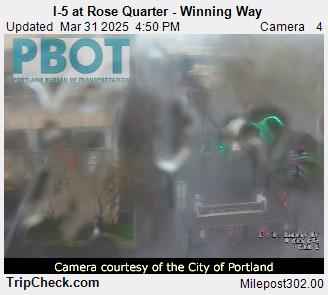 I-5 at Rose Quarter - Winning Way
Updated Mar 31 2025 4:50 PM Camera 4
PBOT
PORTLAND BUREAU OF TRANSPORTATION
Camera courtesy of the City of Portland
TripCheck.com Milepost302.00